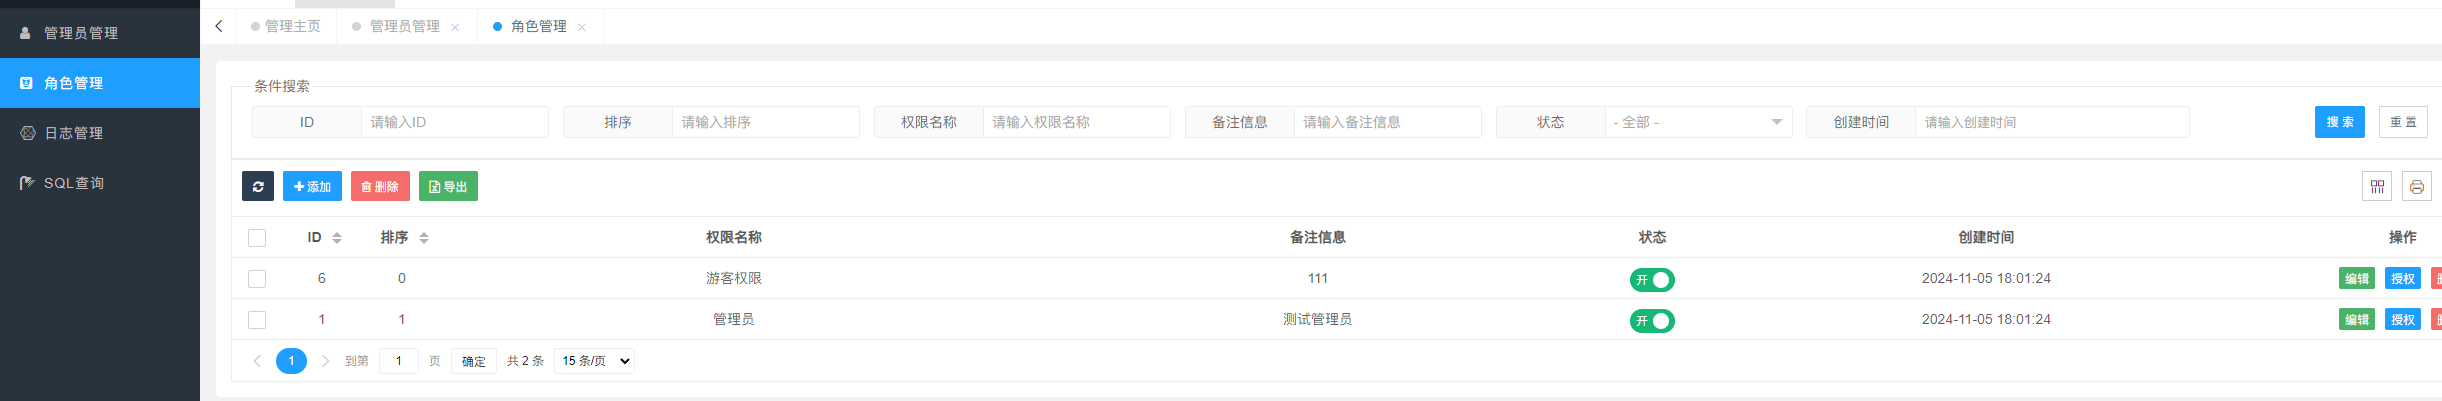 管理员管理
角色管理
日志管理
SQL查询
管理主页 管理员管理 × 角色管理 ×
条件搜索
ID 请输入ID 排序 请输入排序 权限名称 请输入权限名称 备注信息 请输入备注信息 状态 - 全部 - 创建时间 请输入创建时间 搜 索 重 置
添加 删除 导出
ID 排序 权限名称 备注信息 状态 创建时间 操作
6 0 游客权限 111 开 2024-11-05 18:01:24 编辑 授权
1 1 管理员 测试管理员 开 2024-11-05 18:01:24 编辑 授权
1 到第 1 页 确定 共 2 条 15 条/页